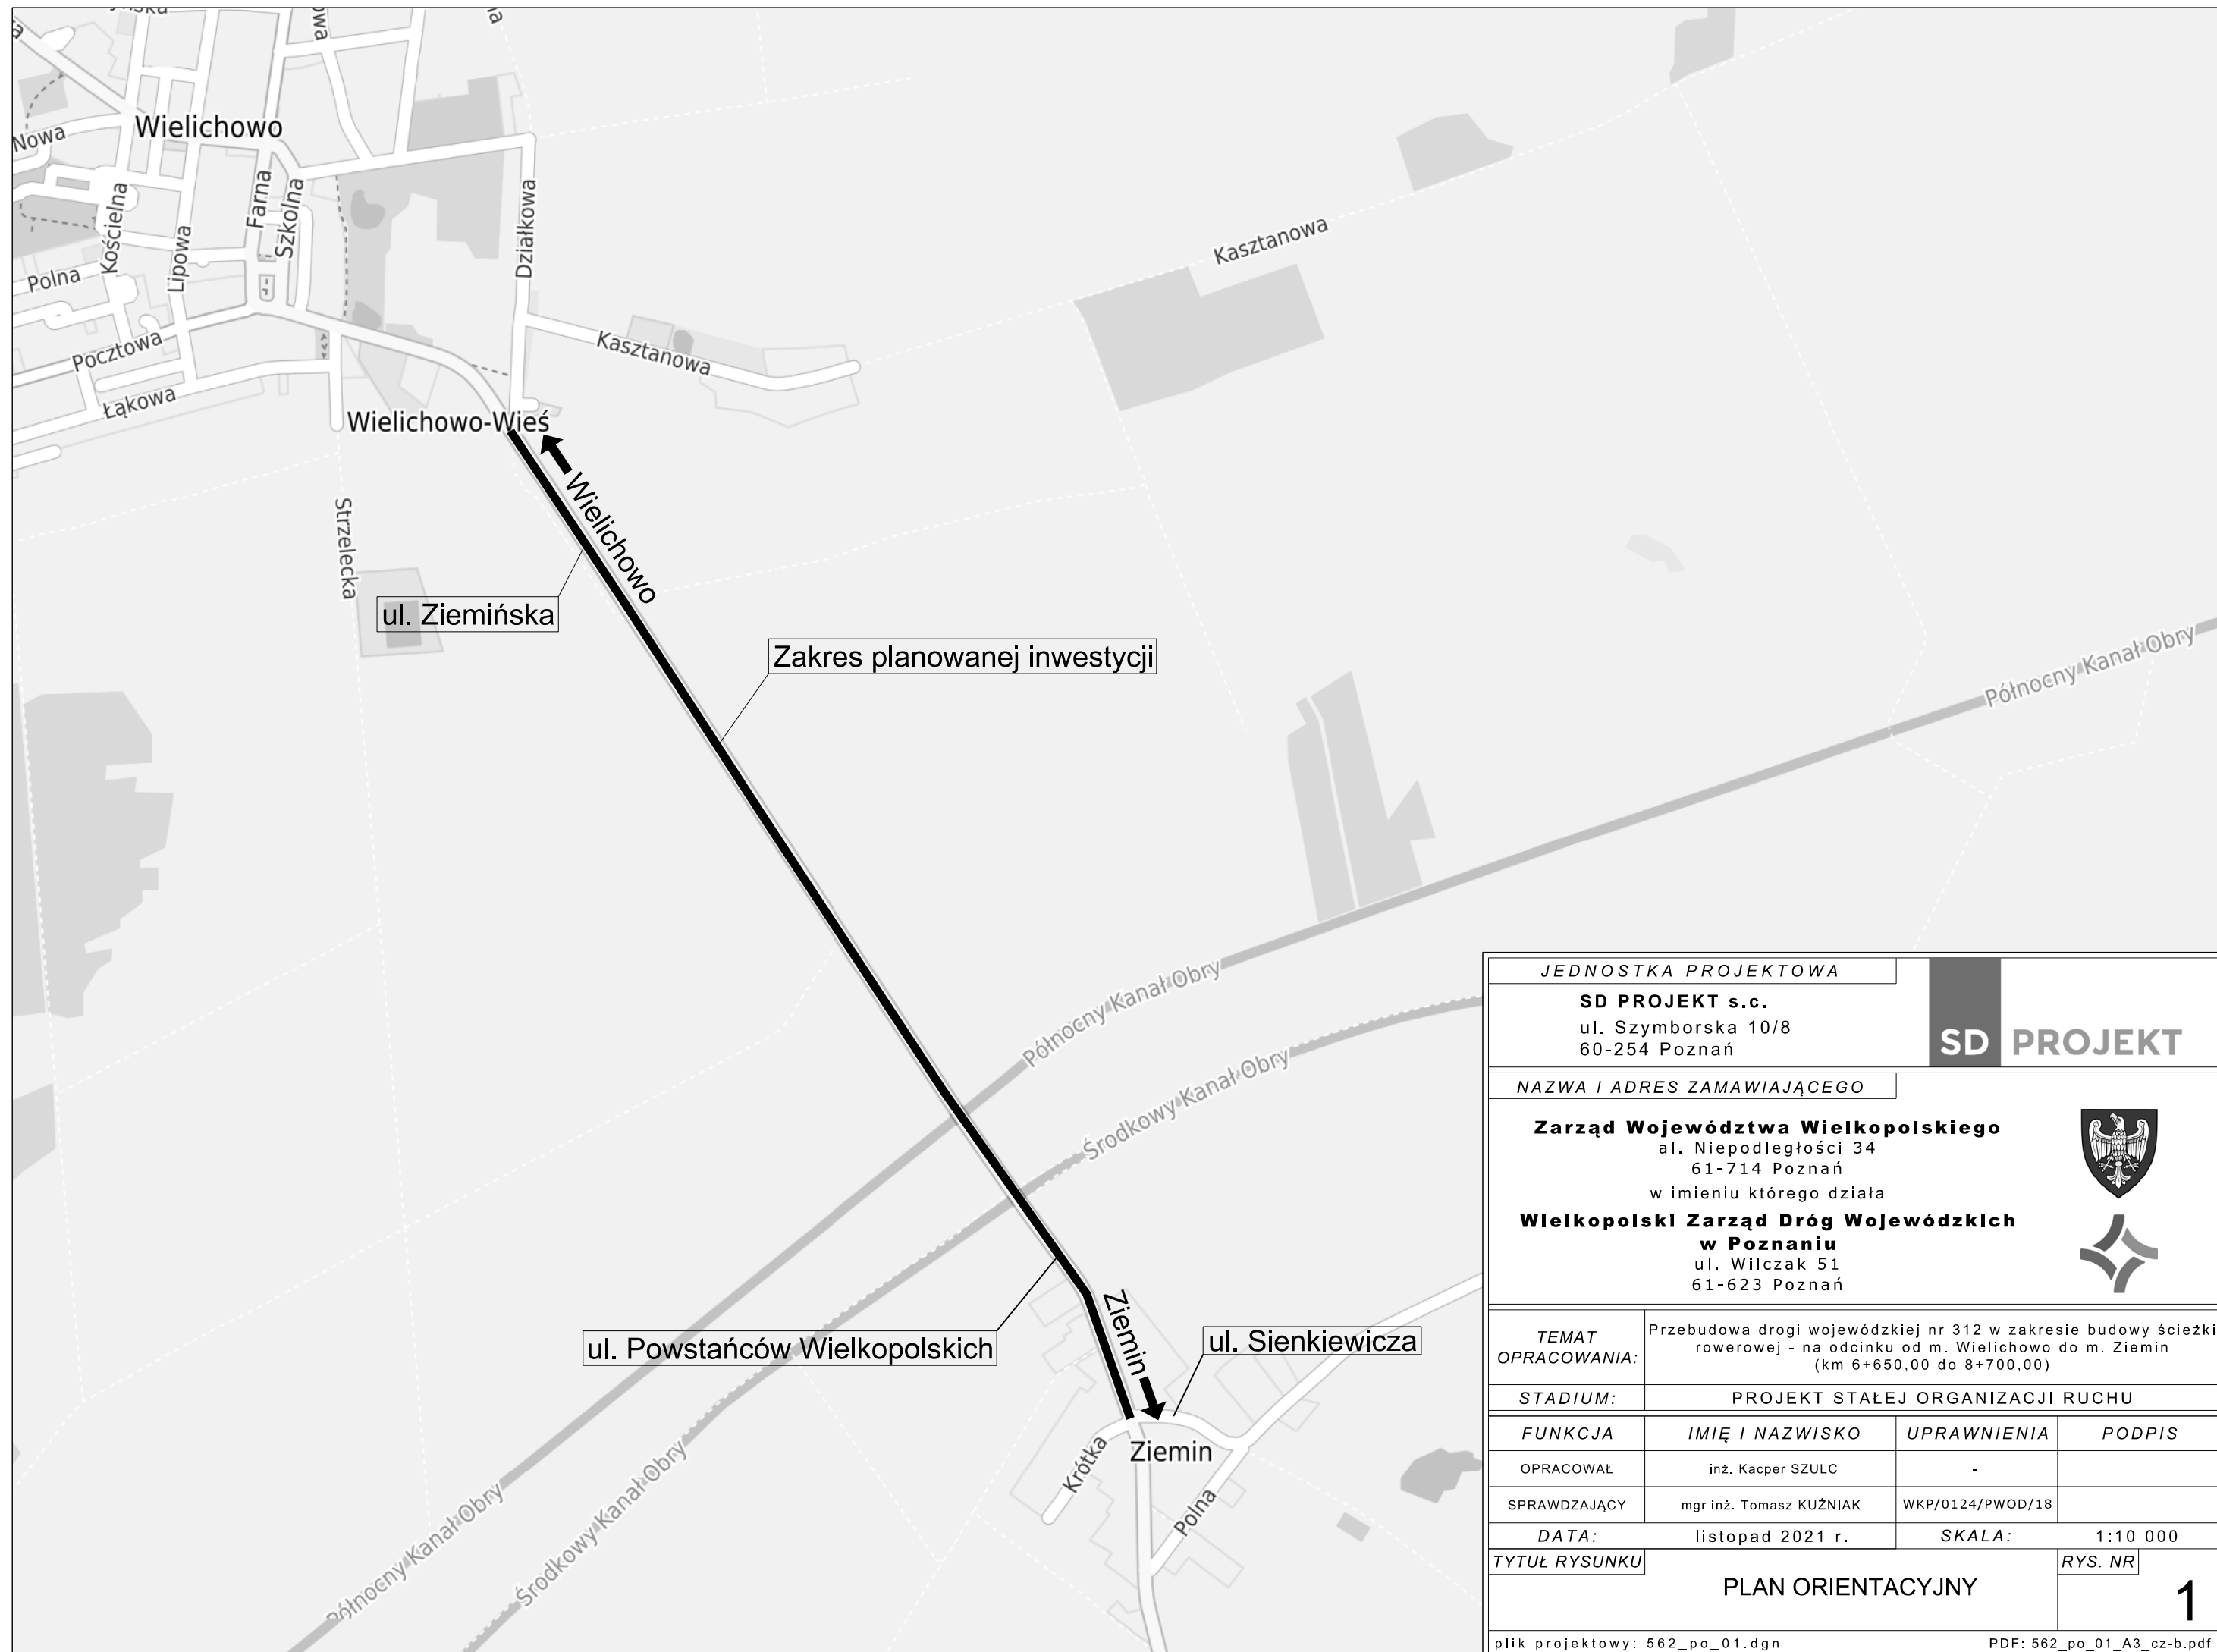 Wielichowo
Nowa
Kościelna
Lipowa
Farna
Szkolna
Działkowa
Polna
Pocztowa
Łąkowa
Kasztanowa
Kasztanowa
Wielichowo-Wieś
Strzelecka
Wielichowo
ul. Ziemińska
Zakres planowanej inwestycji
Północny Kanał Obry
Północny Kanał Obry
Środkowy Kanał Obry
ul. Powstańców Wielkopolskich
Ziemin
ul. Sienkiewicza
Ziemin
Krótka
Polna
Północny Kanał Obry
Środkowy Kanał Obry
JEDNOSTKA PROJEKTOWA
SD PROJEKT s.c.
ul. Szymborska 10/8
60-254 Poznań
SD PROJEKT
NAZWA I ADRES ZAMAWIAJĄCEGO
Zarząd Województwa Wielkopolskiego
al. Niepodległości 34
61-714 Poznań
w imieniu którego działa
Wielkopolski Zarząd Dróg Wojewódzkich
w Poznaniu
ul. Wilczak 51
61-623 Poznań
TEMAT
OPRACOWANIA:
Przebudowa drogi wojewódzkiej nr 312 w zakresie budowy ścieżki
rowerowej - na odcinku od m. Wielichowo do m. Ziemin
(km 6+650,00 do 8+700,00)
STADIUM: PROJEKT STAŁEJ ORGANIZACJI RUCHU
FUNKCJA IMIĘ I NAZWISKO UPRAWNIENIA PODPIS
OPRACOWAŁ inż. Kacper SZULC -
SPRAWDZAJĄCY mgr inż. Tomasz KUŹNIAK WKP/0124/PWOD/18
DATA: listopad 2021 r. SKALA: 1:10 000
TYTUŁ RYSUNKU RYS. NR
PLAN ORIENTACYJNY 1
plik projektowy: 562_po_01.dgn PDF: 562_po_01_A3_cz-b.pdf